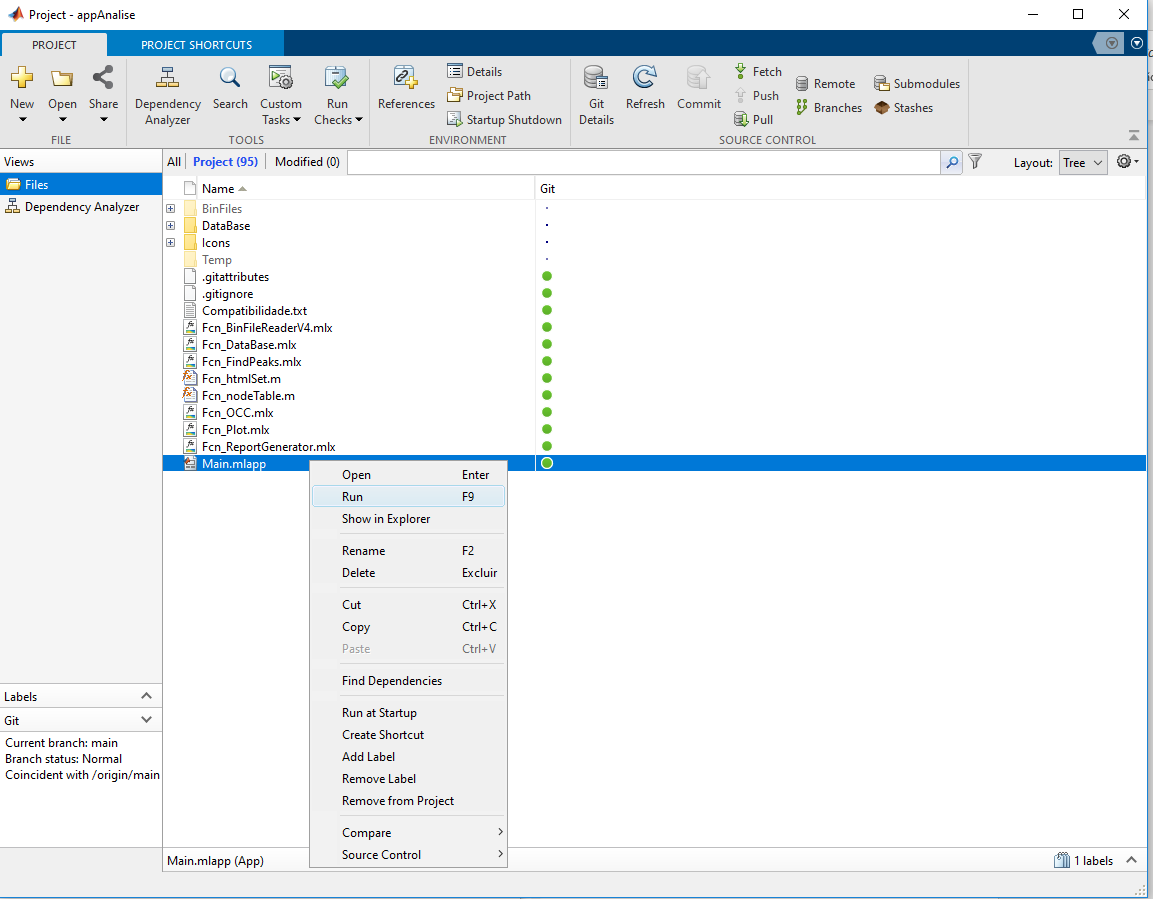 Project - appAnalise
PROJECT
PROJECT SHORTCUTS
New
Open
Share
FILE
Dependency Analyzer
Search
Custom Tasks
Run Checks
TOOLS
References
Details
Project Path
Startup Shutdown
ENVIRONMENT
Git Details
Refresh
Commit
Fetch
Push
Pull
Remote
Branches
Submodules
Stashes
SOURCE CONTROL
Views
All
Project (95)
Modified (0)
Layout:
Tree
Files
Dependency Analyzer
Name
Git
BinFiles
DataBase
Icons
Temp
.gitattributes
.gitignore
Compatibilidade.txt
Fcn_BinFileReaderV4.mlx
Fcn_DataBase.mlx
Fcn_FindPeaks.mlx
Fcn_htmlSet.m
Fcn_nodeTable.m
Fcn_OCC.mlx
Fcn_Plot.mlx
Fcn_ReportGenerator.mlx
Main.mlapp
Open Enter
Run F9
Show in Explorer
Rename F2
Delete Excluir
Cut Ctrl+X
Copy Ctrl+C
Paste Ctrl+V
Find Dependencies
Run at Startup
Create Shortcut
Add Label
Remove Label
Remove from Project
Compare
Source Control
Labels
Git
Current branch: main
Branch status: Normal
Coincident with /origin/main
Main.mlapp (App)
1 labels